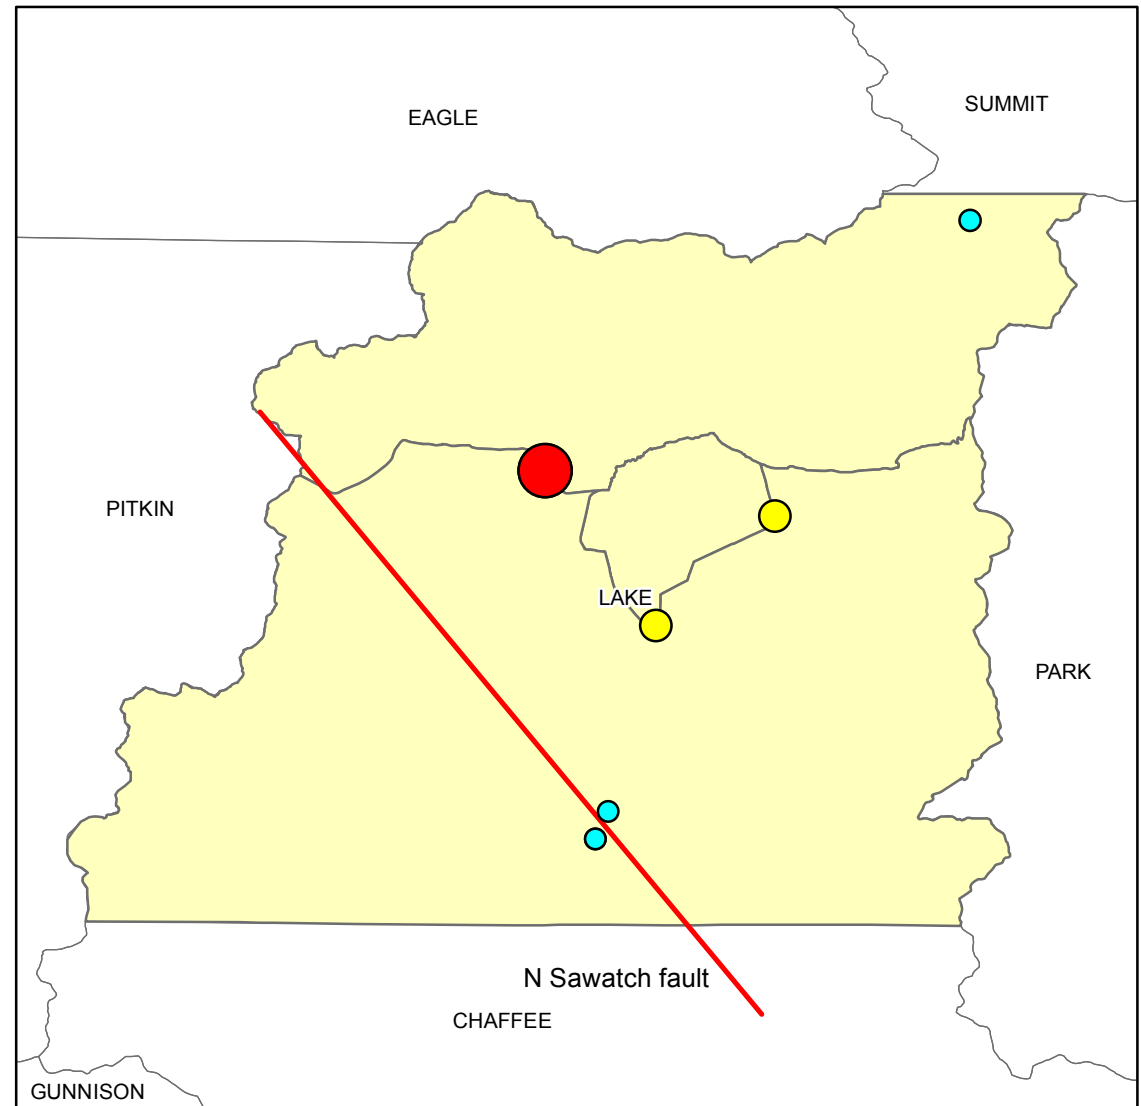 SUMMIT
EAGLE
PITKIN
LAKE
PARK
N Sawatch fault
CHAFFEE
GUNNISON